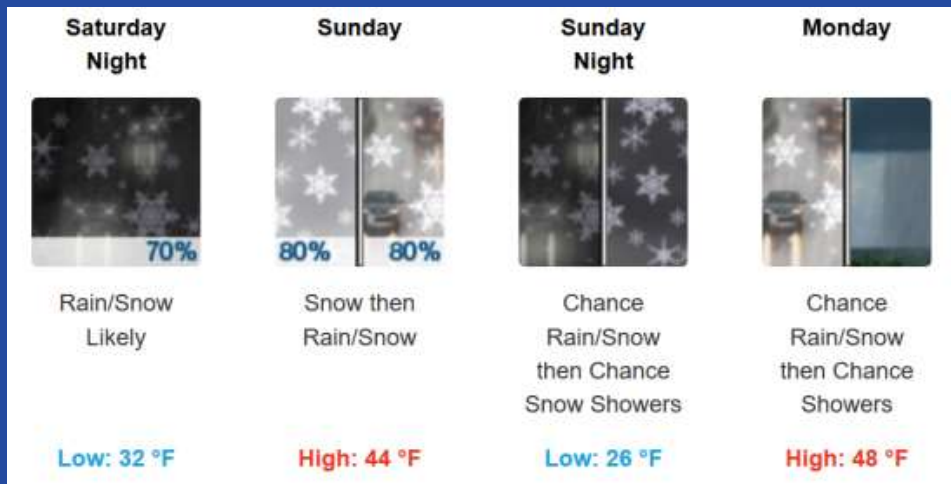 Saturday
Night
70%
Rain/Snow
Likely
Low: 32 °F
Sunday
80%
80%
Snow then
Rain/Snow
High: 44 °F
Sunday
Night
Chance
Rain/Snow
then Chance
Snow Showers
Low: 26 °F
Monday
Chance
Rain/Snow
then Chance
Showers
High: 48 °F